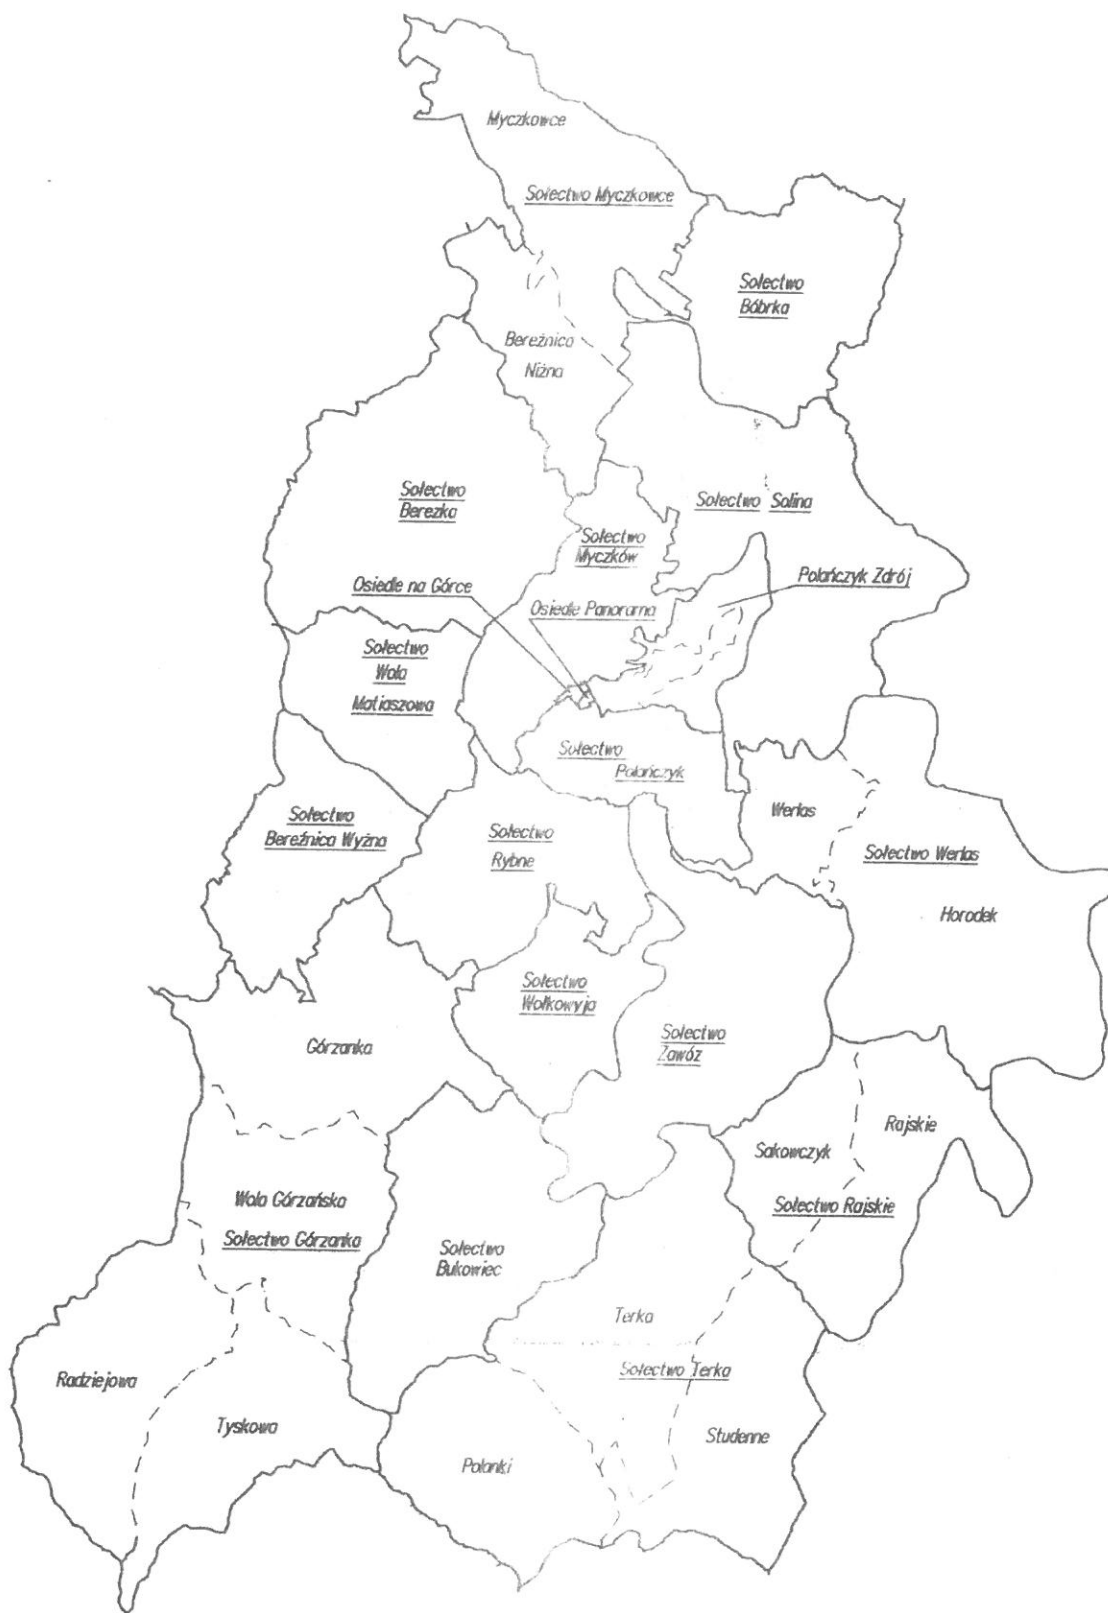 Myczkowce
Sołectwo Myczkowce
Sołectwo
Bóbrka
Bereźnica
Niżna
Sołectwo
Berezka
Sołectwo Solina
Sołectwo
Myczków
Osiedle na Górce
Osiedle Panorama
Polańczyk Zdrój
Sołectwo
Wola
Matiaszowa
Sołectwo
Polańczyk
Sołectwo
Bereźnica Wyżna
Sołectwo
Rybne
Werlas
Sołectwo Werlas
Horodek
Sołectwo
Wołkowyja
Górzanka
Sołectwo
Zawóz
Sakowczyk
Rajskie
Sołectwo Rajskie
Wola Górzańska
Sołectwo Górzanka
Sołectwo
Bukowiec
Terka
Sołectwo Terka
Radziejowa
Tyskowa
Polanki
Studenne